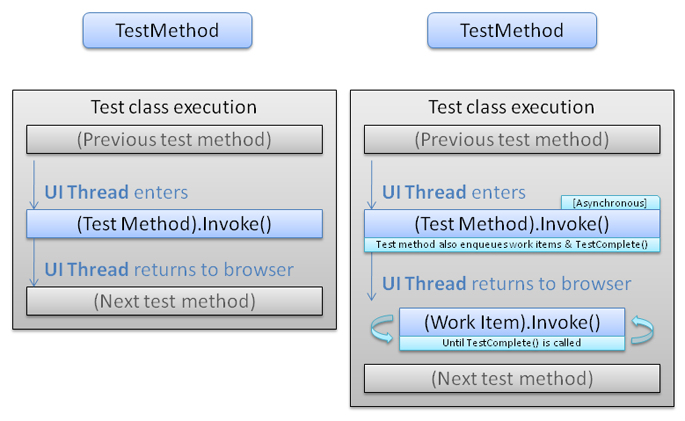 TestMethod
Test class execution
(Previous test method)
UI Thread enters
(Test Method).Invoke()
UI Thread returns to browser
(Next test method)
TestMethod
Test class execution
(Previous test method)
UI Thread enters
[Asynchronous]
(Test Method).Invoke()
Test method also enqueues work items & TestComplete()
UI Thread returns to browser
(Work Item).Invoke()
Until TestComplete() is called
(Next test method)